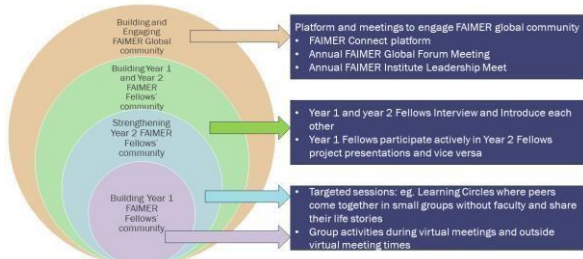 Building and
Engaging
FAIMER Global
community
Building Year 1
and Year 2
FAIMER
Fellows'
community
Strengthening
Year 2 FAIMER
Fellows'
community
Building Year 1
FAIMER
Fellows'
community
Platform and meetings to engage FAIMER global community
• FAIMER Connect platform
• Annual FAIMER Global Forum Meeting
• Annual FAIMER Institute Leadership Meet
• Year 1 and year 2 Fellows Interview and Introduce each
other
• Year 1 Fellows participate actively in Year 2 Fellows
project presentations and vice versa
• Targeted sessions: eg. Learning Circles where peers
come together in small groups without faculty and share
their life stories
• Group activities during virtual meetings and outside
virtual meeting times